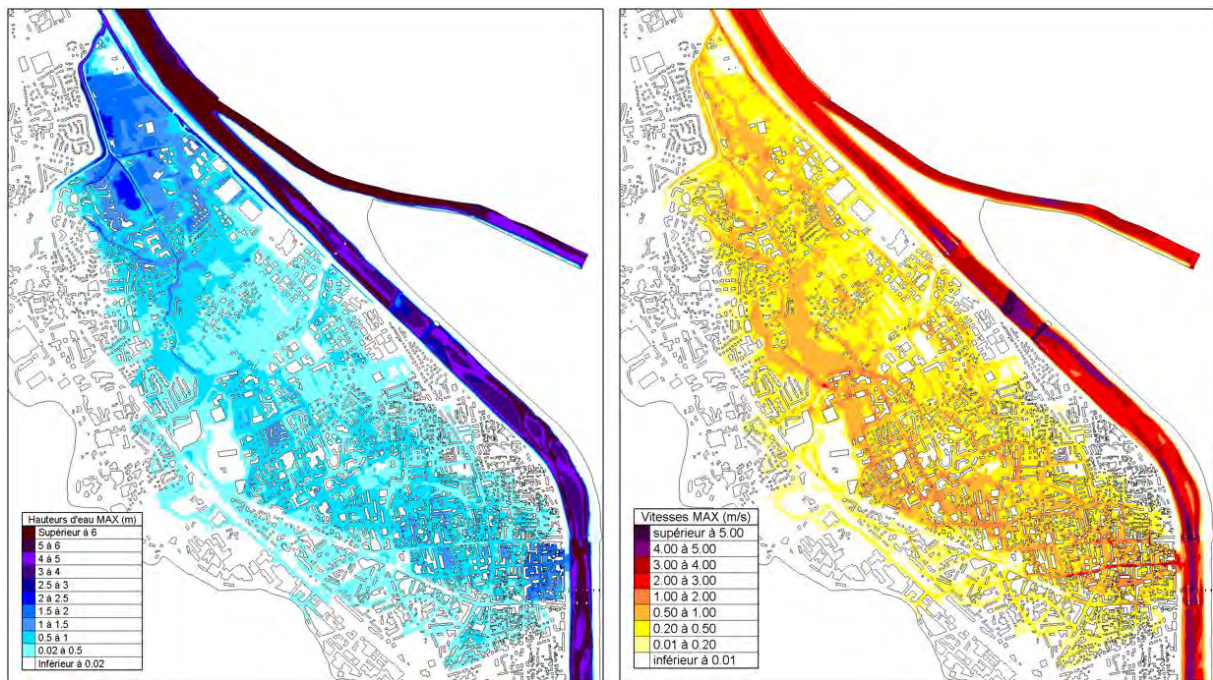 Hauteurs d'eau MAX (m)
Supérieur à 6
5 à 6
4 à 5
3 à 4
2.5 à 3
2 à 2.5
1.5 à 2
1 à 1.5
0.5 à 1
0.02 à 0.5
Inférieur à 0.02
Vitesses MAX (m/s)
supérieur à 5.00
4.00 à 5.00
3.00 à 4.00
2.00 à 3.00
1.00 à 2.00
0.50 à 1.00
0.20 à 0.50
0.01 à 0.20
inférieur à 0.01